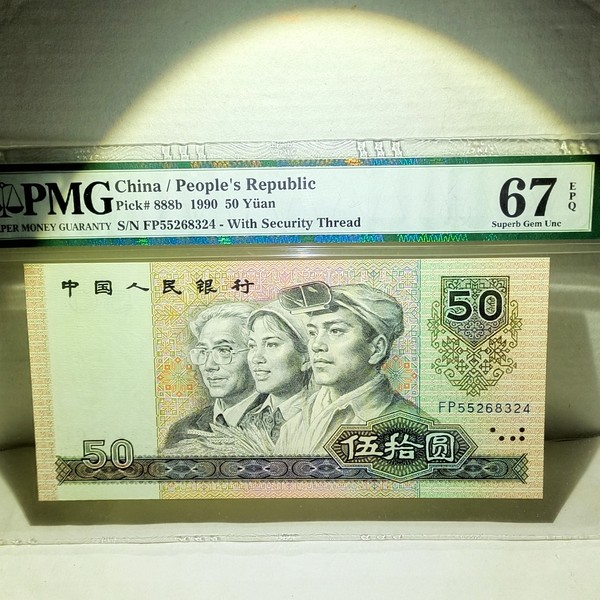 PMG
PAPER MONEY GUARANTY
China / People's Republic
Pick# 888b 1990 50 Yüan
S/N FP55268324 - With Security Thread
67
EPQ
Superb Gem Unc
中国人民银行
50
FP55268324
50
伍拾圆